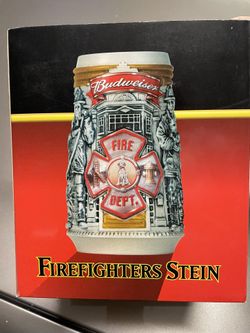 Budweiser
FIRE
DEPT.
FIREFIGHTERS STEIN